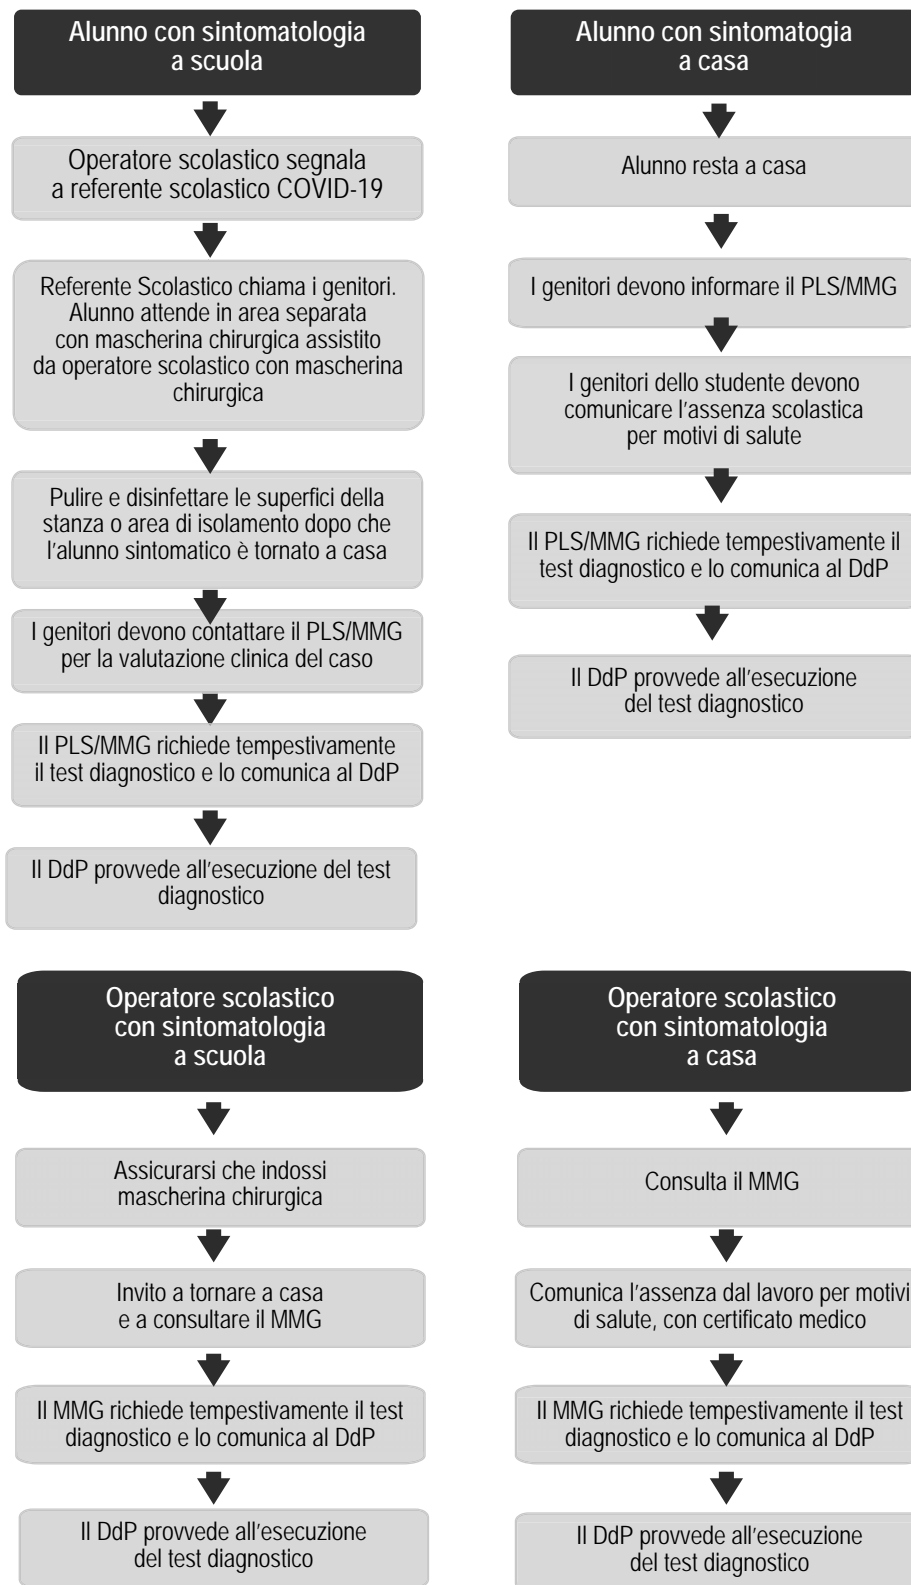 Alunno con sintomatologia
a scuola
Operatore scolastico segnala
a referente scolastico COVID-19
Referente Scolastico chiama i genitori.
Alunno attende in area separata
con mascherina chirurgica assistito
da operatore scolastico con mascherina
chirurgica
Pulire e disinfettare le superfici della
stanza o area di isolamento dopo che
l'alunno sintomatico è tornato a casa
I genitori devono contattare il PLS/MMG
per la valutazione clinica del caso
Il PLS/MMG richiede tempestivamente
il test diagnostico e lo comunica al DdP
Il DdP provvede all'esecuzione del test
diagnostico
Alunno con sintomatogia
a casa
Alunno resta a casa
I genitori devono informare il PLS/MMG
I genitori dello studente devono
comunicare l'assenza scolastica
per motivi di salute
Il PLS/MMG richiede tempestivamente il
test diagnostico e lo comunica al DdP
Il DdP provvede all'esecuzione
del test diagnostico
Operatore scolastico
con sintomatologia
a scuola
Assicurarsi che indossi
mascherina chirurgica
Invito a tornare a casa
e a consultare il MMG
Il MMG richiede tempestivamente il test
diagnostico e lo comunica al DdP
Il DdP provvede all'esecuzione
del test diagnostico
Operatore scolastico
con sintomatologia
a casa
Consulta il MMG
Comunica l'assenza dal lavoro per motivi
di salute, con certificato medico
Il MMG richiede tempestivamente il test
diagnostico e lo comunica al DdP
Il DdP provvede all'esecuzione
del test diagnostico